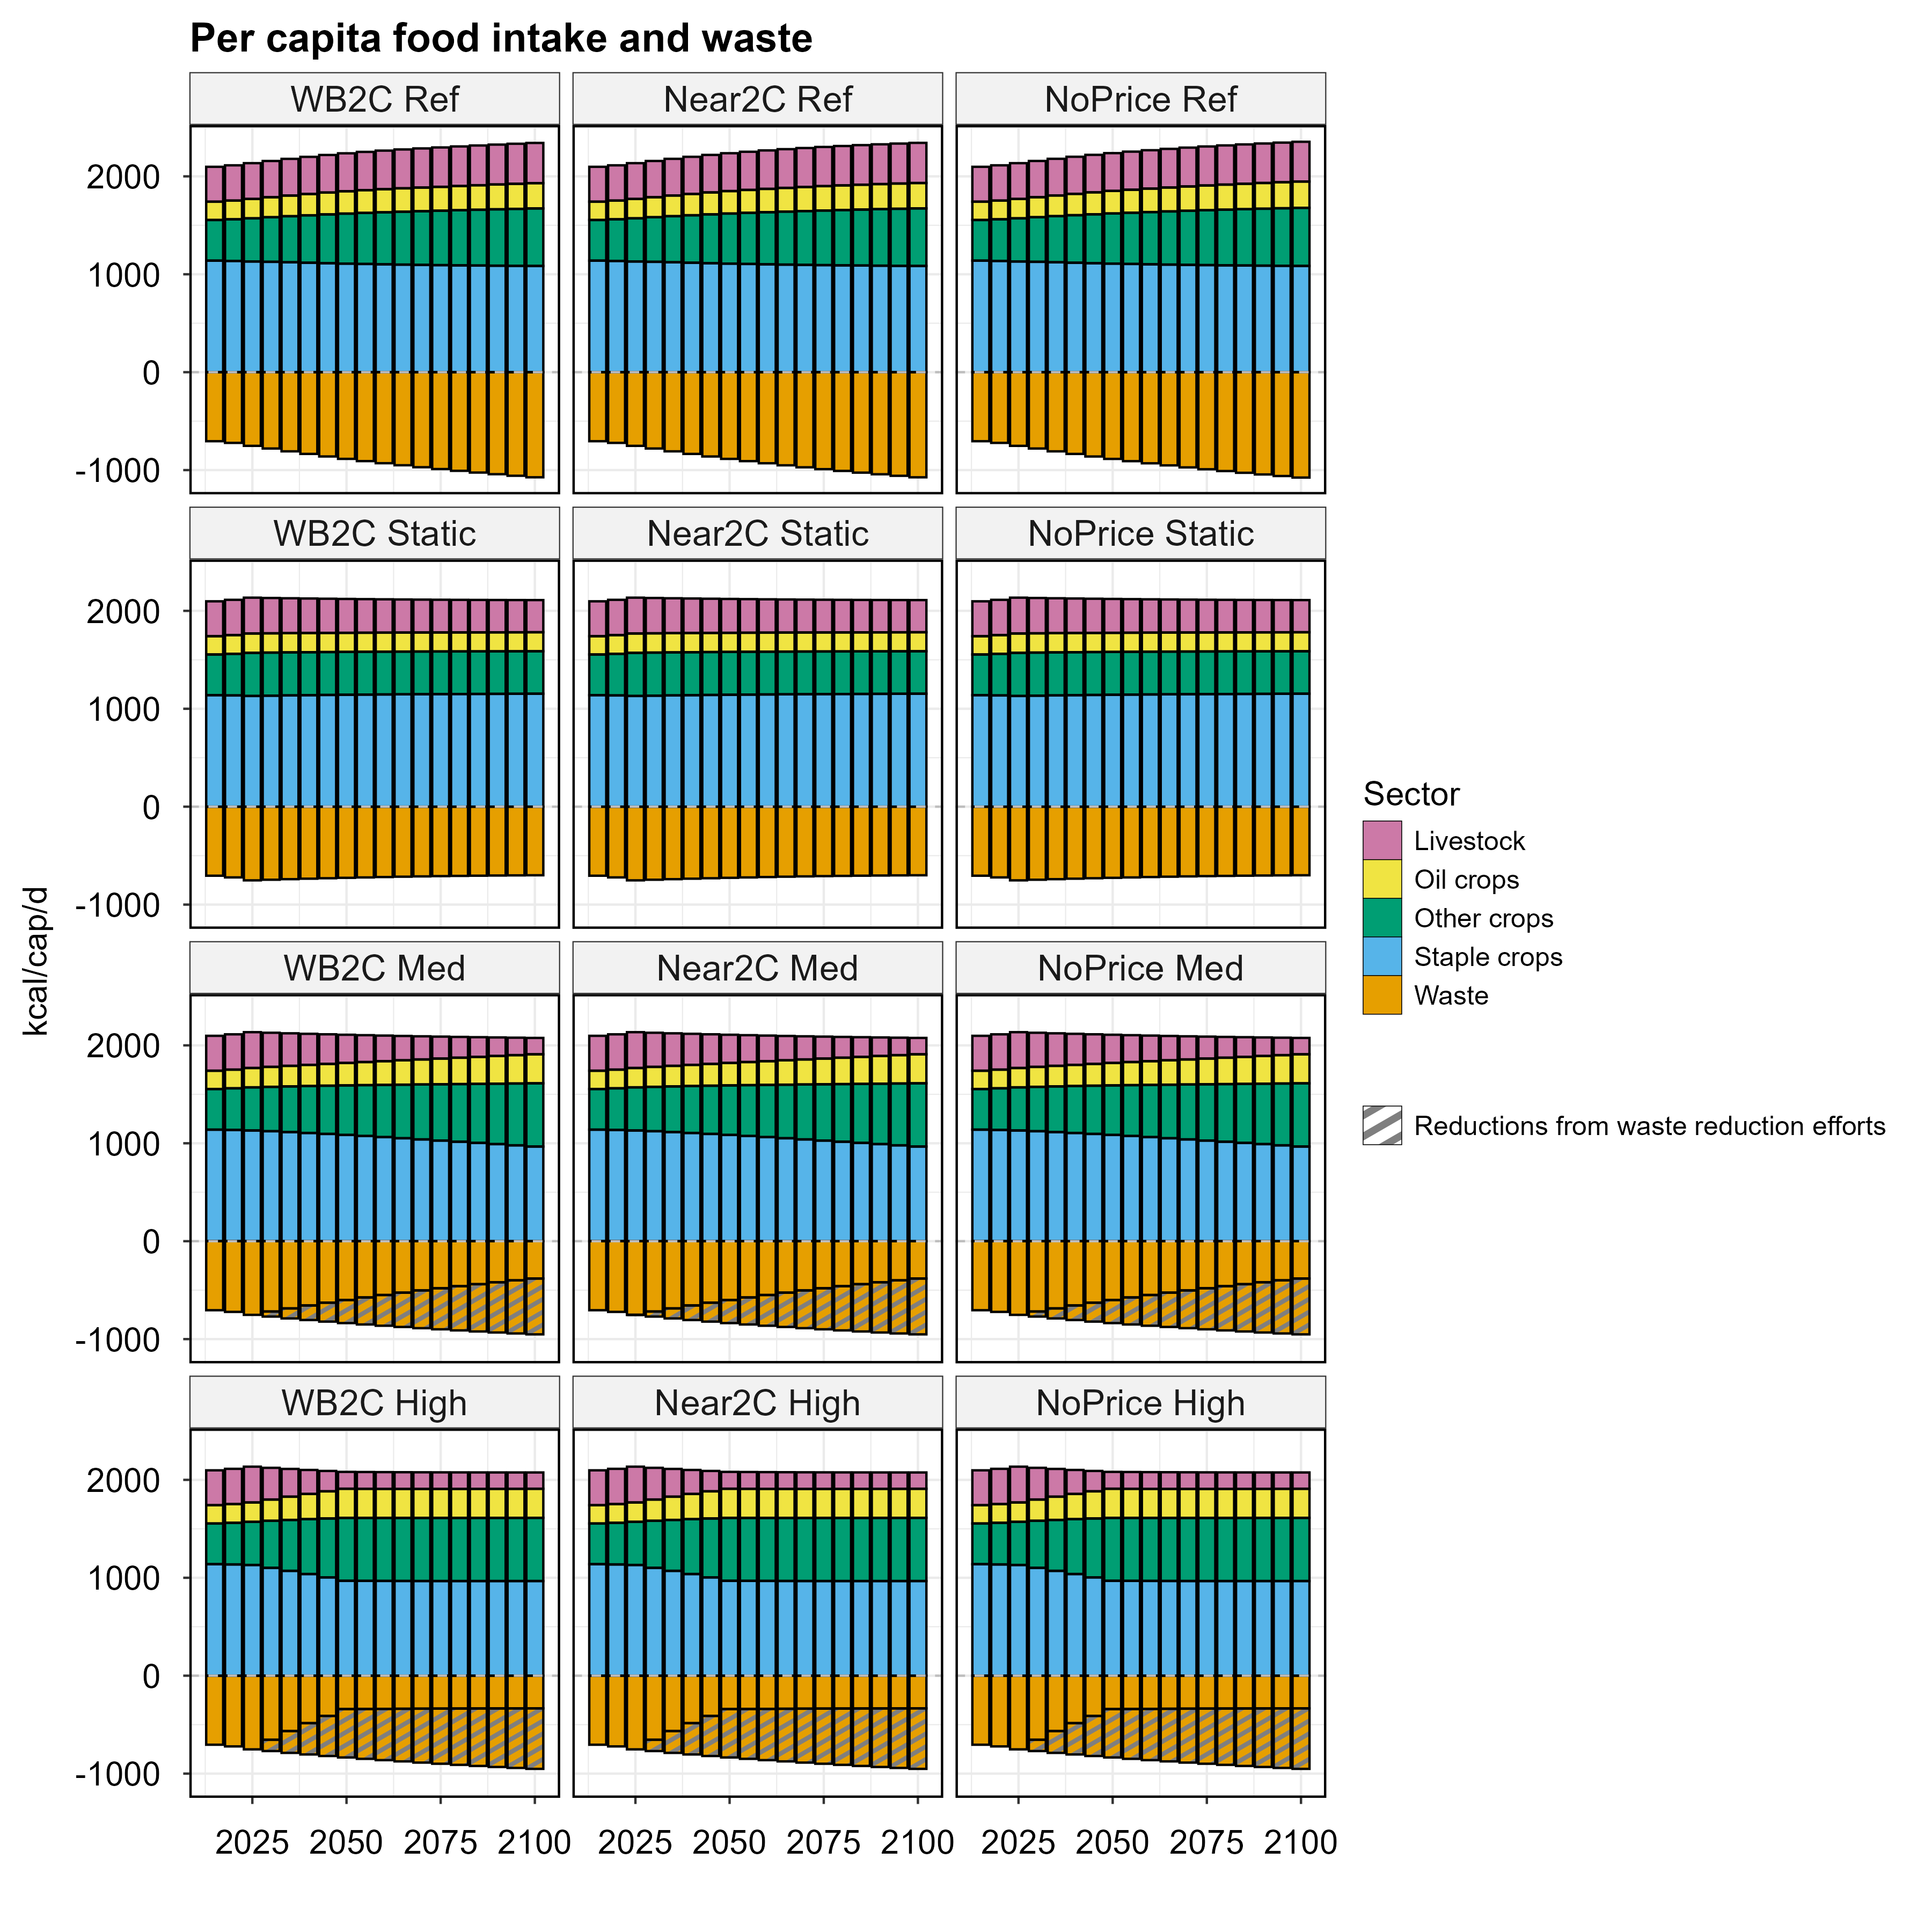 Per capita food intake and waste
WB2C Ref
Near2C Ref
NoPrice Ref
2000
1000
0
-1000
WB2C Static
Near2C Static
NoPrice Static
2000
1000
0
-1000
WB2C Med
Near2C Med
NoPrice Med
2000
1000
0
-1000
WB2C High
Near2C High
NoPrice High
2000
1000
0
-1000
2025 2050 2075 2100
2025 2050 2075 2100
2025 2050 2075 2100
kcal/cap/d
Sector
Livestock
Oil crops
Other crops
Staple crops
Waste
Reductions from waste reduction efforts